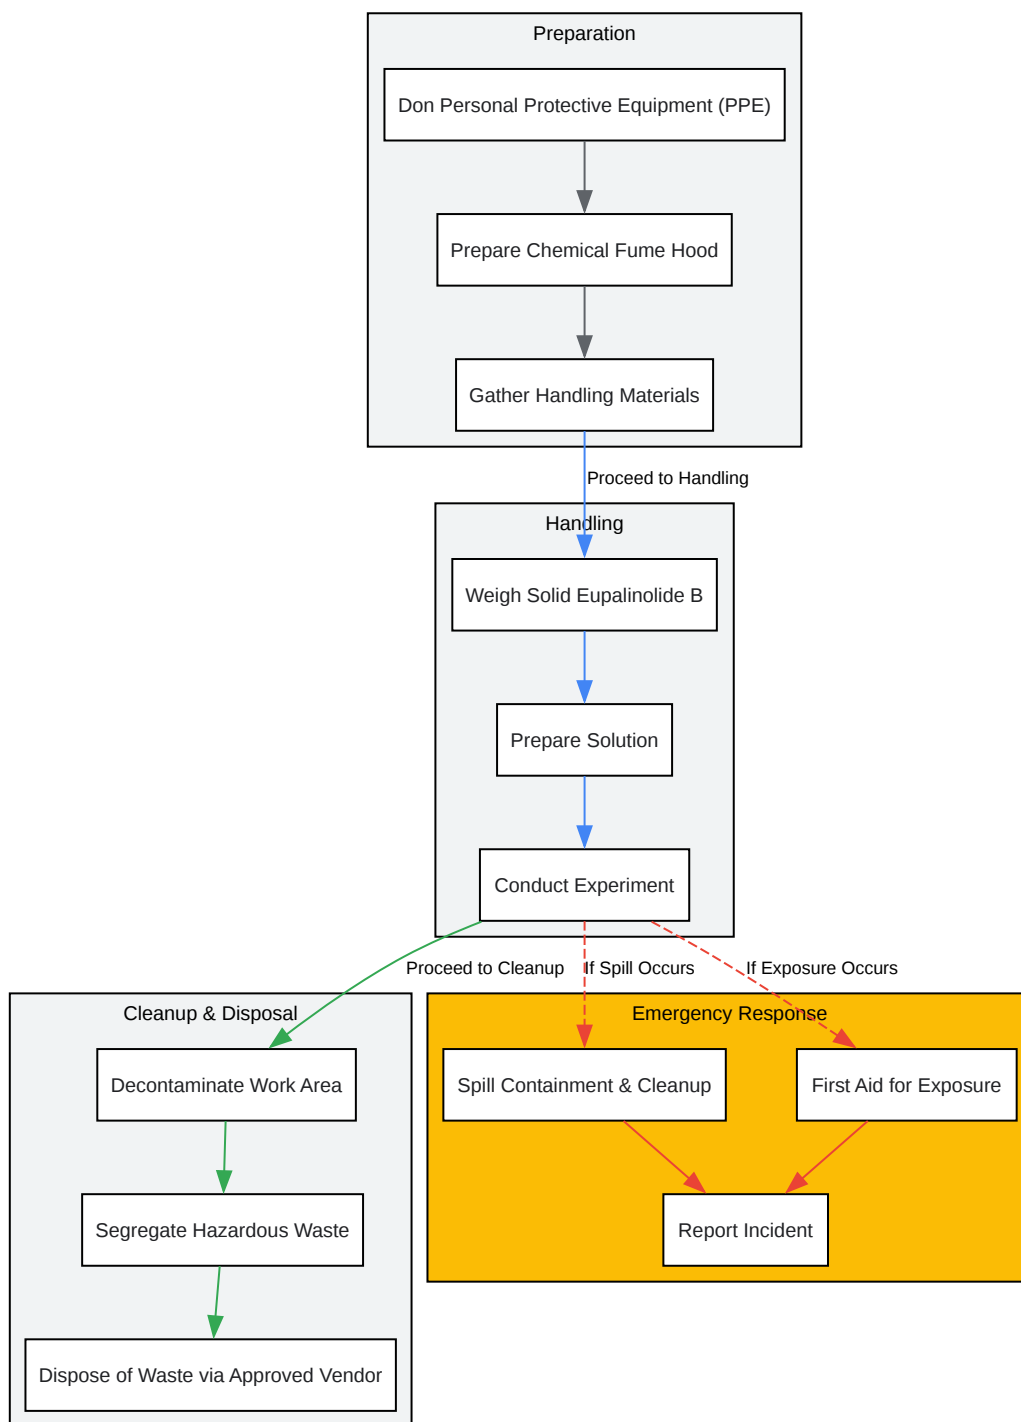 Preparation
Don Personal Protective Equipment (PPE)
Prepare Chemical Fume Hood
Gather Handling Materials
Proceed to Handling
Handling
Weigh Solid Eupalinolide B
Prepare Solution
Conduct Experiment
Proceed to Cleanup
If Spill Occurs
If Exposure Occurs
Cleanup & Disposal
Decontaminate Work Area
Segregate Hazardous Waste
Dispose of Waste via Approved Vendor
Emergency Response
Spill Containment & Cleanup
First Aid for Exposure
Report Incident